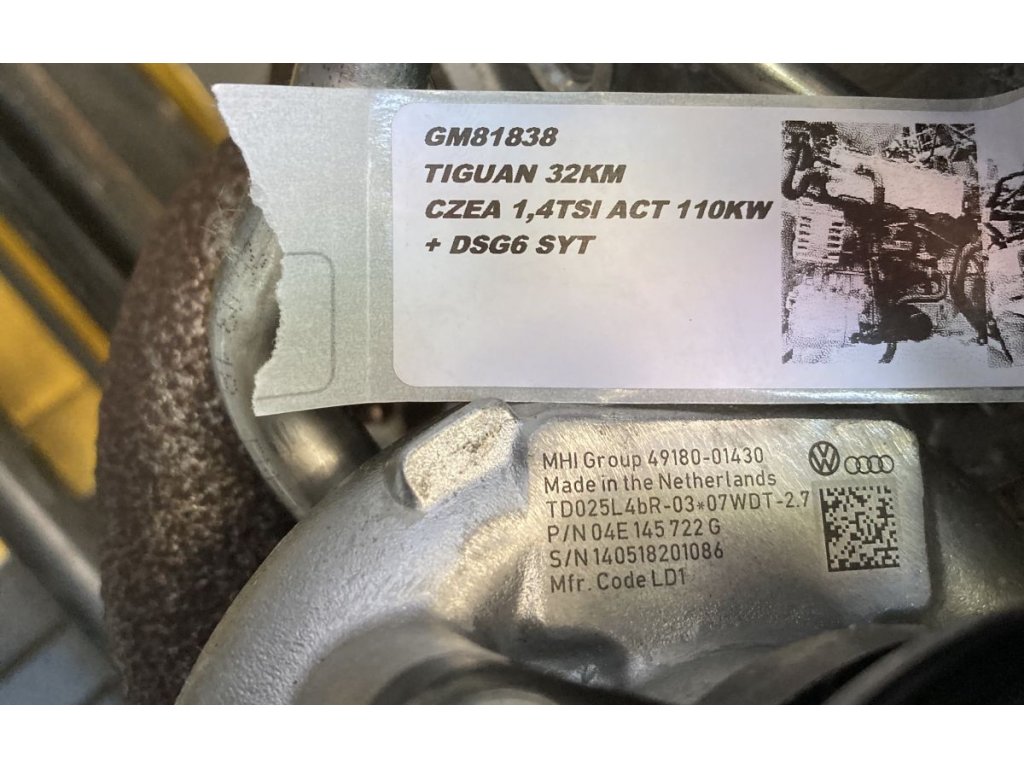 GM81838
TIGUAN 32KM
CZEA 1,4TSI ACT 110KW
+ DSG6 SYT
MHI Group 49180-01430
Made in the Netherlands
TD025L4bR-03*07WDT-2.7
P/N 04E 145 722 G
S/N 140518201086
Mfr. Code LD1